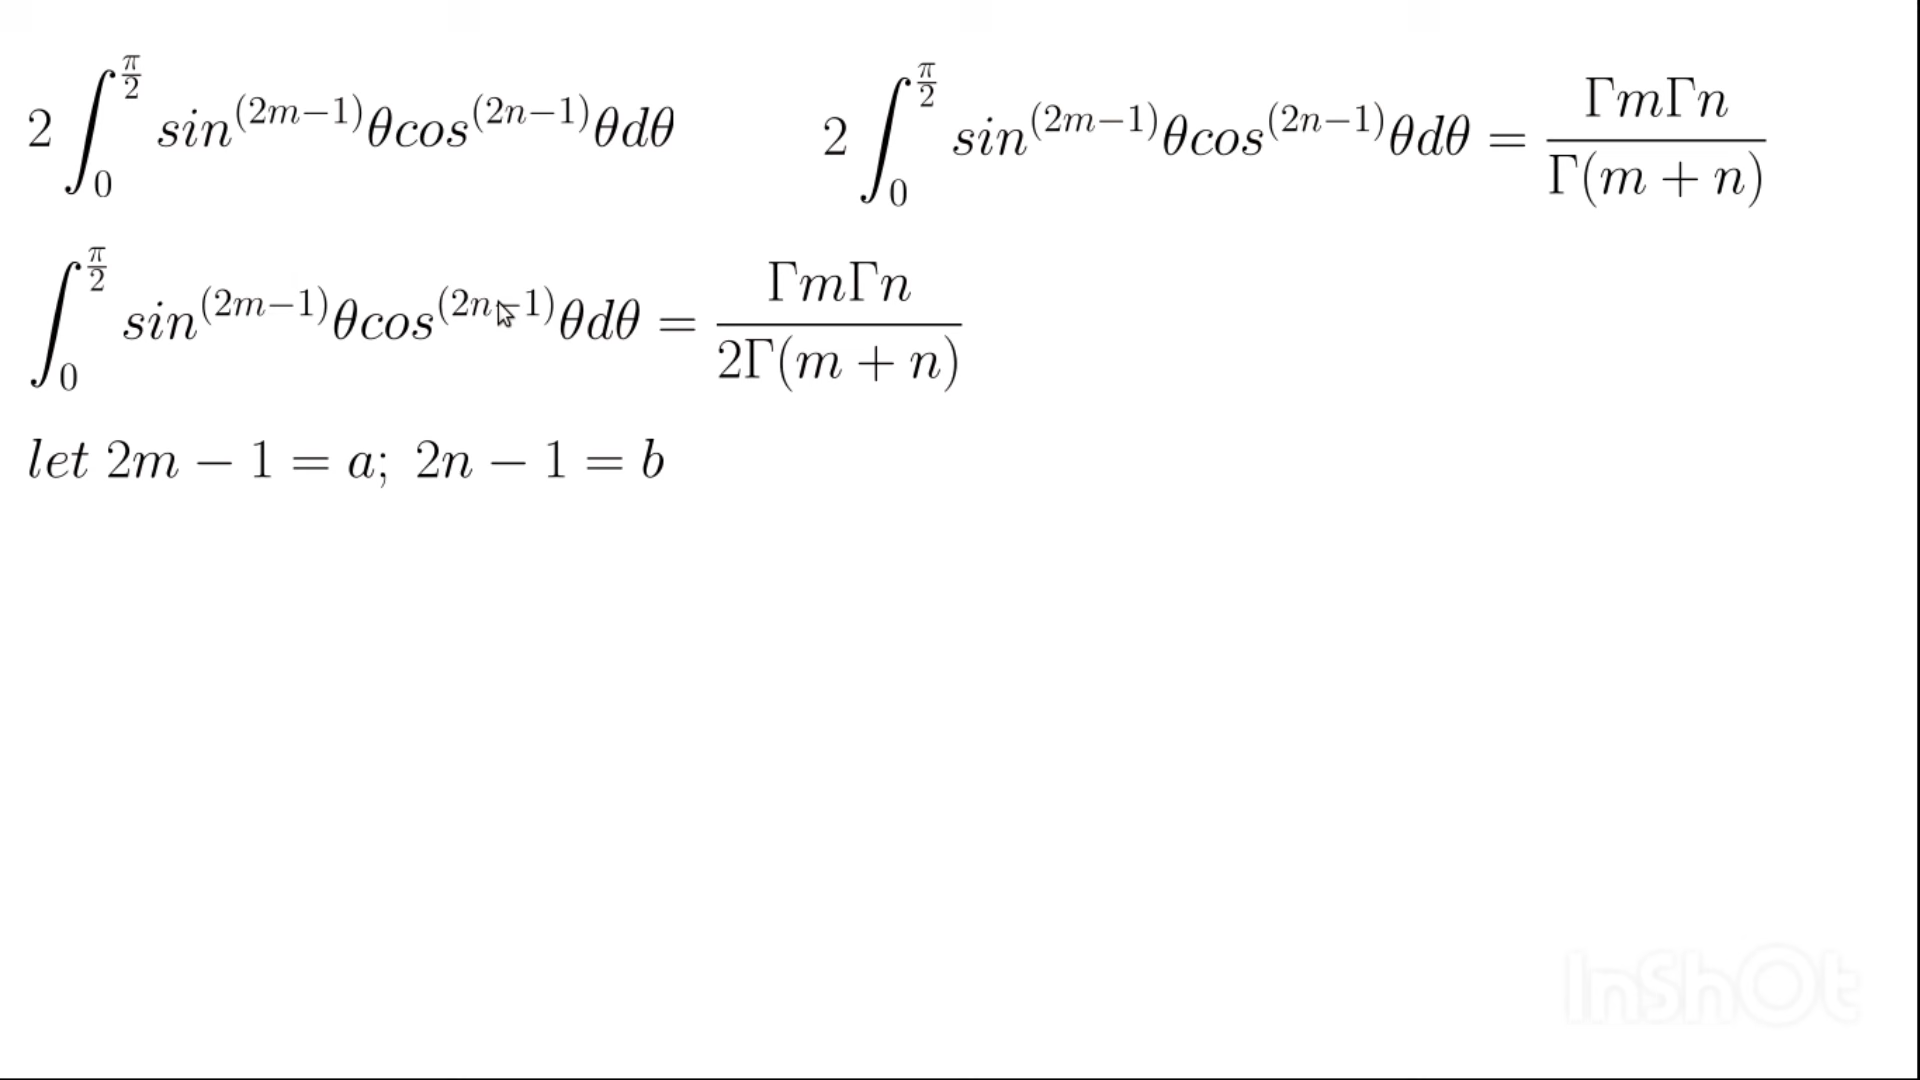 2∫₀^{π/2} sin^{(2m−1)}θcos^{(2n−1)}θdθ    2∫₀^{π/2} sin^{(2m−1)}θcos^{(2n−1)}θdθ = ΓmΓn / Γ(m + n)
∫₀^{π/2} sin^{(2m−1)}θcos^{(2n−1)}θdθ = ΓmΓn / 2Γ(m + n)
let 2m − 1 = a; 2n − 1 = b
InShOt